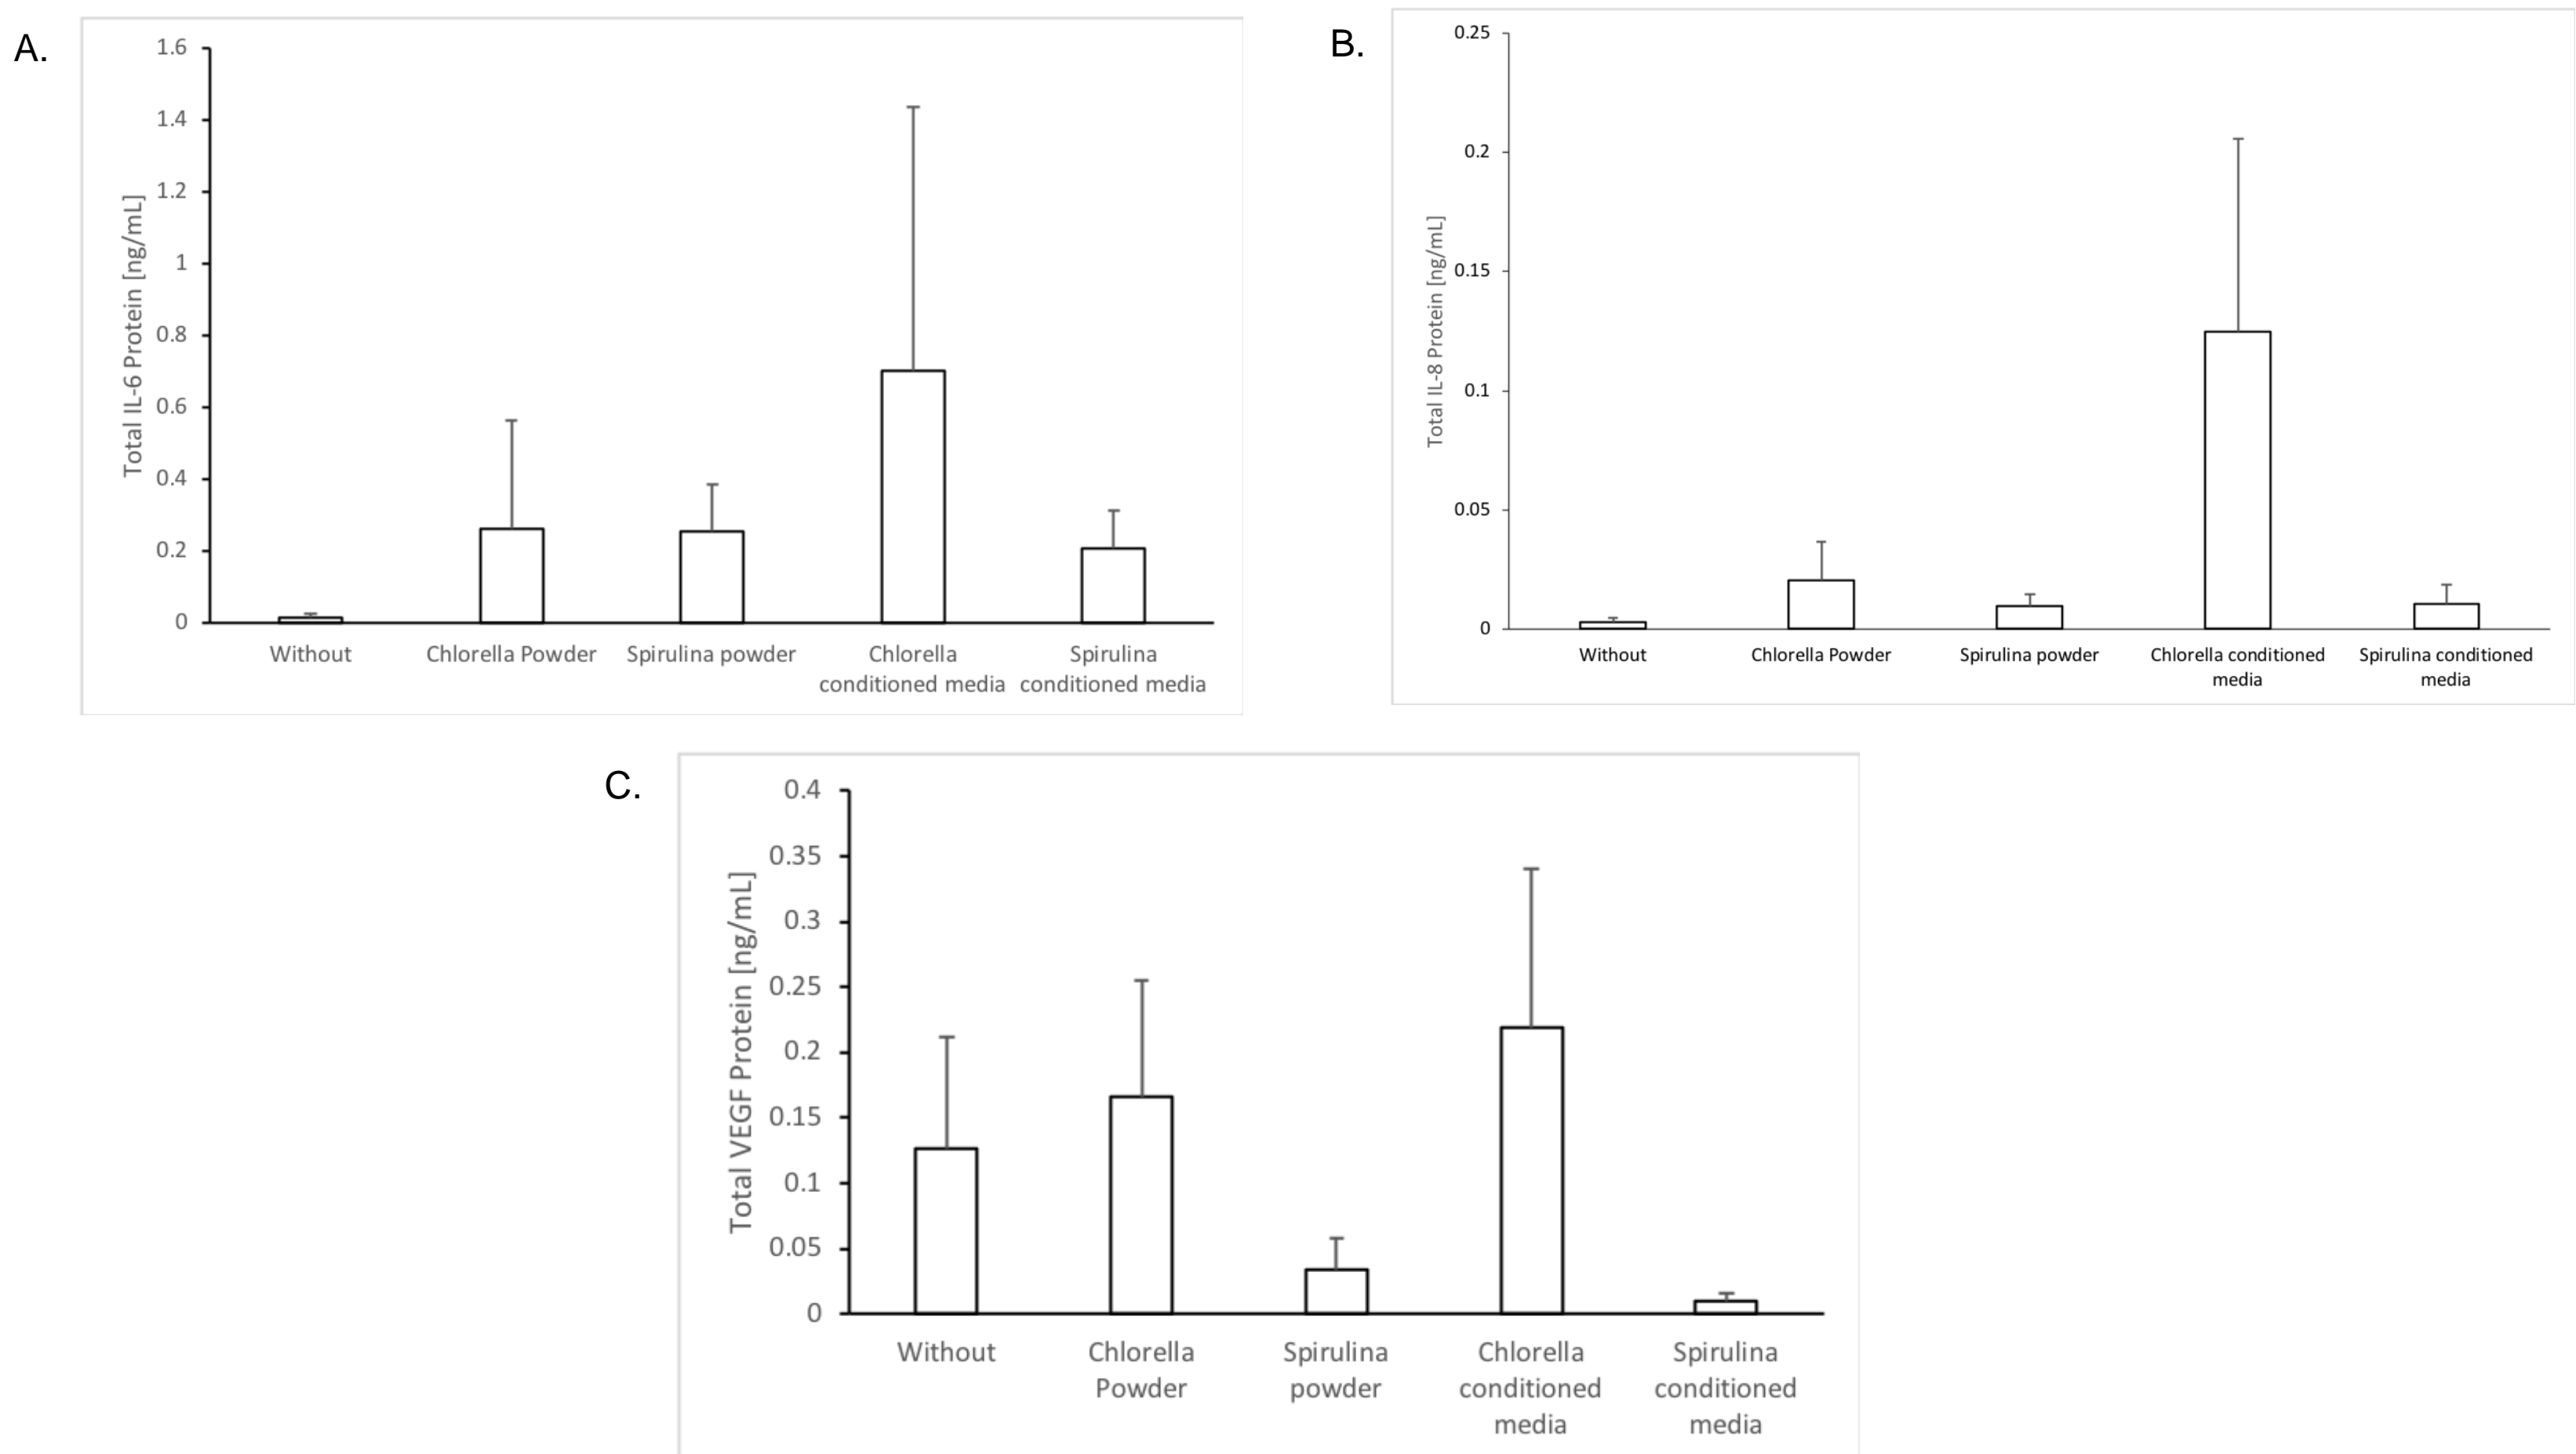 A.
Total IL-6 Protein [ng/mL]
1.6
1.4
1.2
1
0.8
0.6
0.4
0.2
0
Without
Chlorella Powder
Spirulina powder
Chlorella
conditioned media
Spirulina
conditioned media
B.
Total IL-8 Protein [ng/mL]
0.25
0.2
0.15
0.1
0.05
0
Without
Chlorella Powder
Spirulina powder
Chlorella conditioned
media
Spirulina conditioned
media
C.
Total VEGF Protein [ng/mL]
0.4
0.35
0.3
0.25
0.2
0.15
0.1
0.05
0
Without
Chlorella
Powder
Spirulina
powder
Chlorella
conditioned
media
Spirulina
conditioned
media